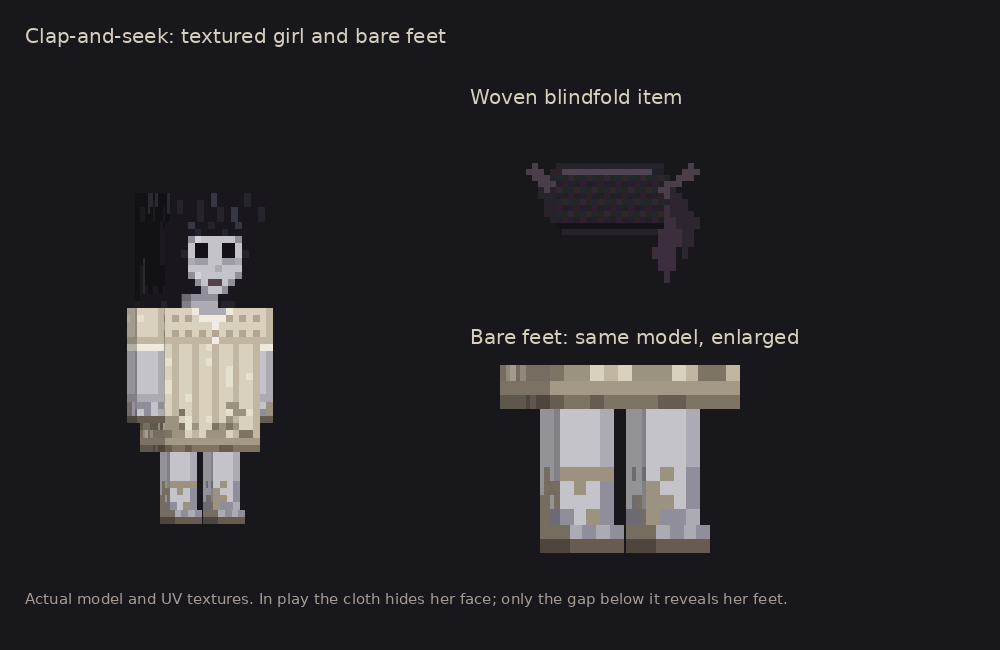 Clap-and-seek: textured girl and bare feet
Woven blindfold item
Bare feet: same model, enlarged
Actual model and UV textures. In play the cloth hides her face; only the gap below it reveals her feet.